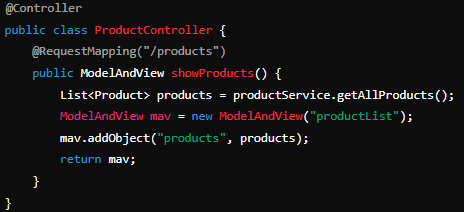 @Controller
public class ProductController {
    @RequestMapping("/products")
    public ModelAndView showProducts() {
        List<Product> products = productService.getAllProducts();
        ModelAndView mav = new ModelAndView("productList");
        mav.addObject("products", products);
        return mav;
    }
}